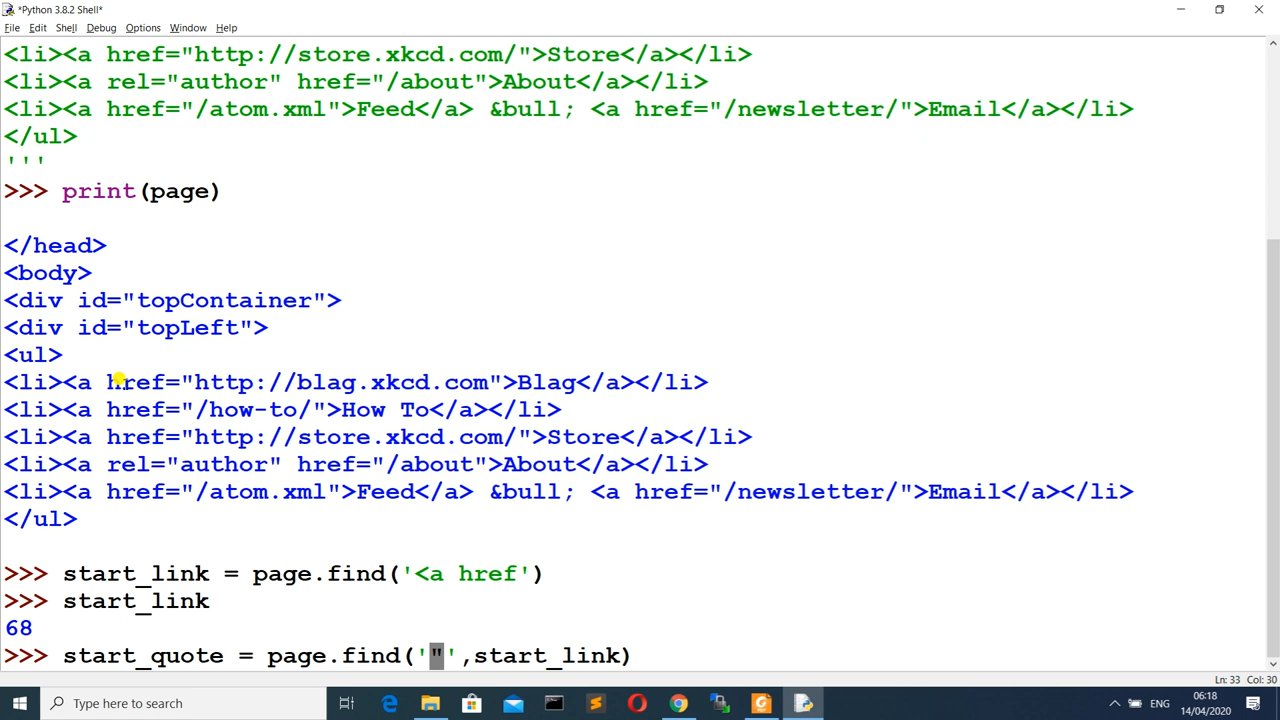 *Python 3.8.2 Shell*
File Edit Shell Debug Options Window Help
<li><a href="http://store.xkcd.com/">Store</a></li>
<li><a rel="author" href="/about">About</a></li>
<li><a href="/atom.xml">Feed</a> &bull; <a href="/newsletter/">Email</a></li>
</ul>
'''
>>> print(page)
</head>
<body>
<div id="topContainer">
<div id="topLeft">
<ul>
<li><a href="http://blag.xkcd.com">Blag</a></li>
<li><a href="/how-to/">How To</a></li>
<li><a href="http://store.xkcd.com/">Store</a></li>
<li><a rel="author" href="/about">About</a></li>
<li><a href="/atom.xml">Feed</a> &bull; <a href="/newsletter/">Email</a></li>
</ul>
>>> start_link = page.find('<a href')
>>> start_link
68
>>> start_quote = page.find('"',start_link)
Ln: 33 Col: 30
Type here to search
ENG
06:18
14/04/2020